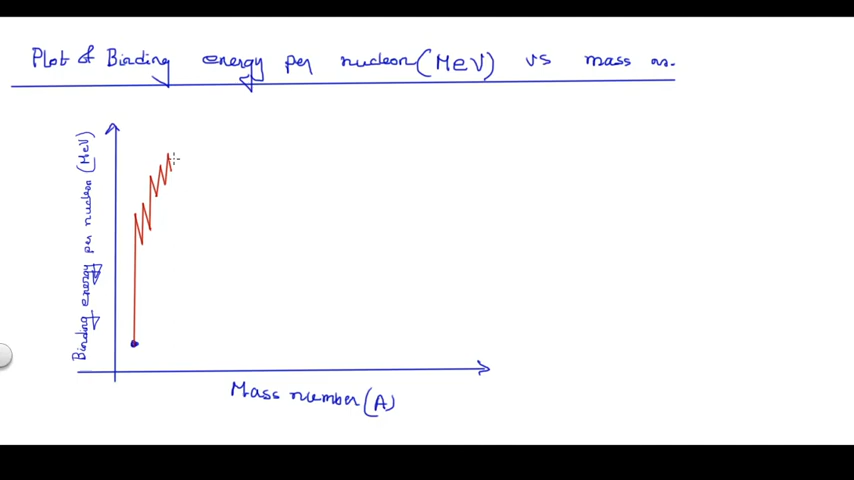 Plot of Binding energy per nucleon (MeV) vs mass no.
Binding energy per nucleon (MeV)
Mass number (A)